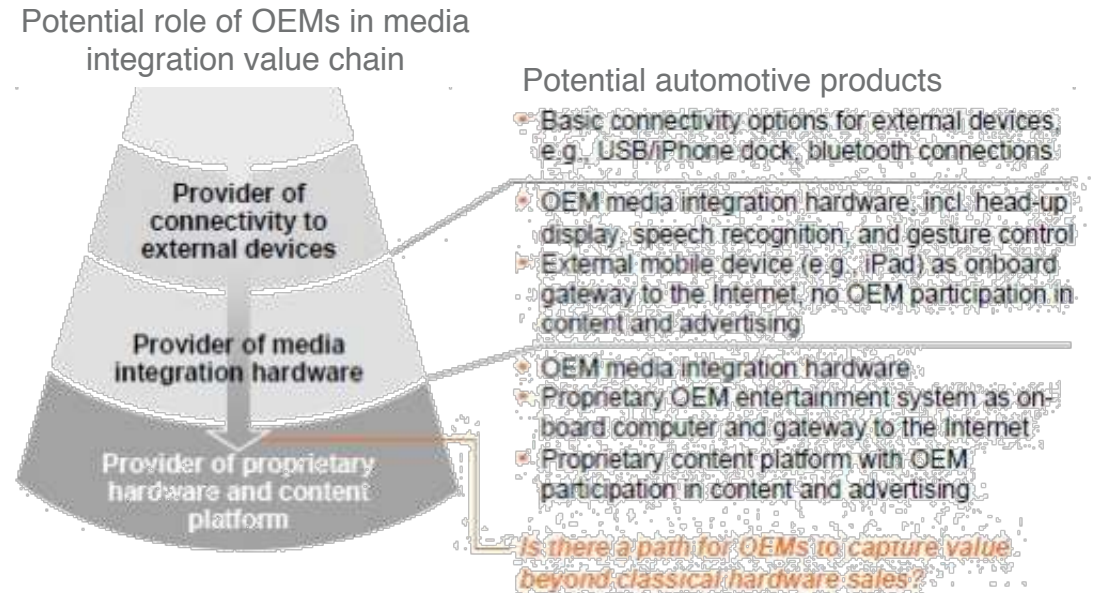 Potential role of OEMs in media
integration value chain
Provider of
connectivity to
external devices
Provider of media
integration hardware
Provider of proprietary
hardware and content
platform
Potential automotive products
• Basic connectivity options for external devices,
e.g., USB/iPhone dock, bluetooth connections
• OEM media integration hardware, incl. head-up
display, speech recognition, and gesture control
• External mobile device (e.g., iPad) as onboard
gateway to the Internet, no OEM participation in
content and advertising
• OEM media integration hardware
• Proprietary OEM entertainment system as on-
board computer and gateway to the Internet
• Proprietary content platform with OEM
participation in content and advertising
Is there a path for OEMs to capture value
beyond classical hardware sales?